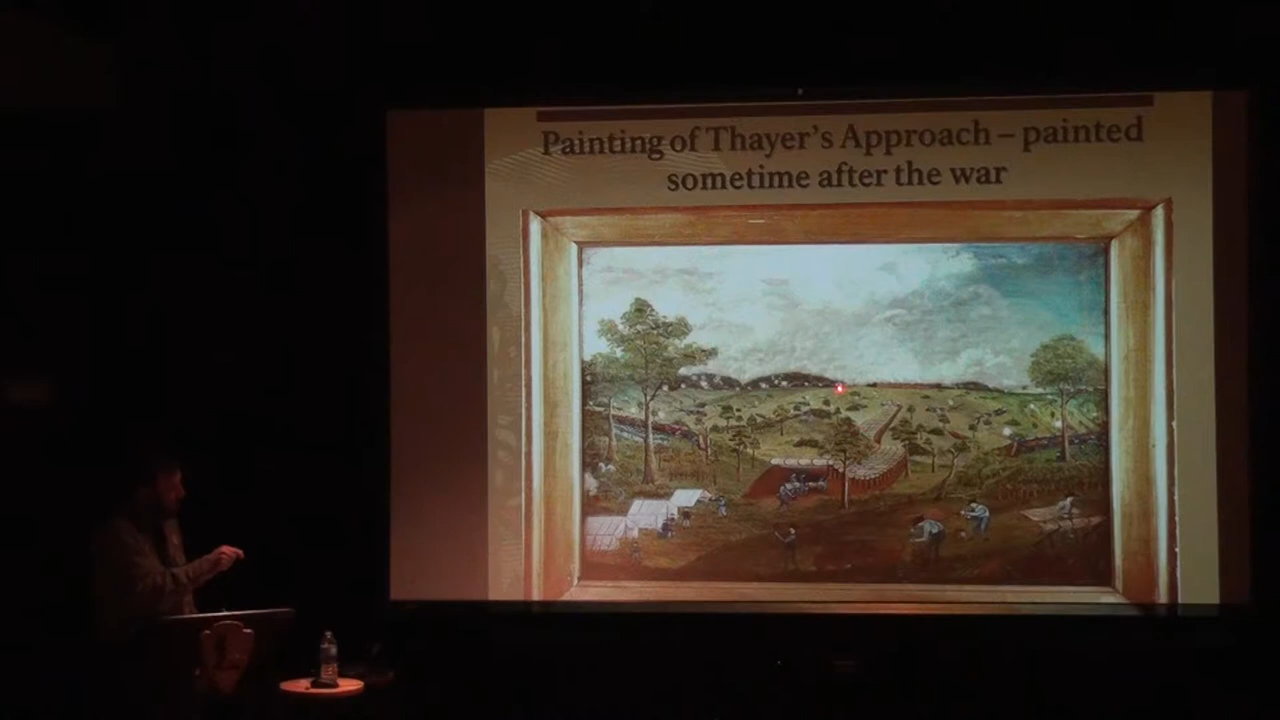 Painting of Thayer's Approach – painted
sometime after the war